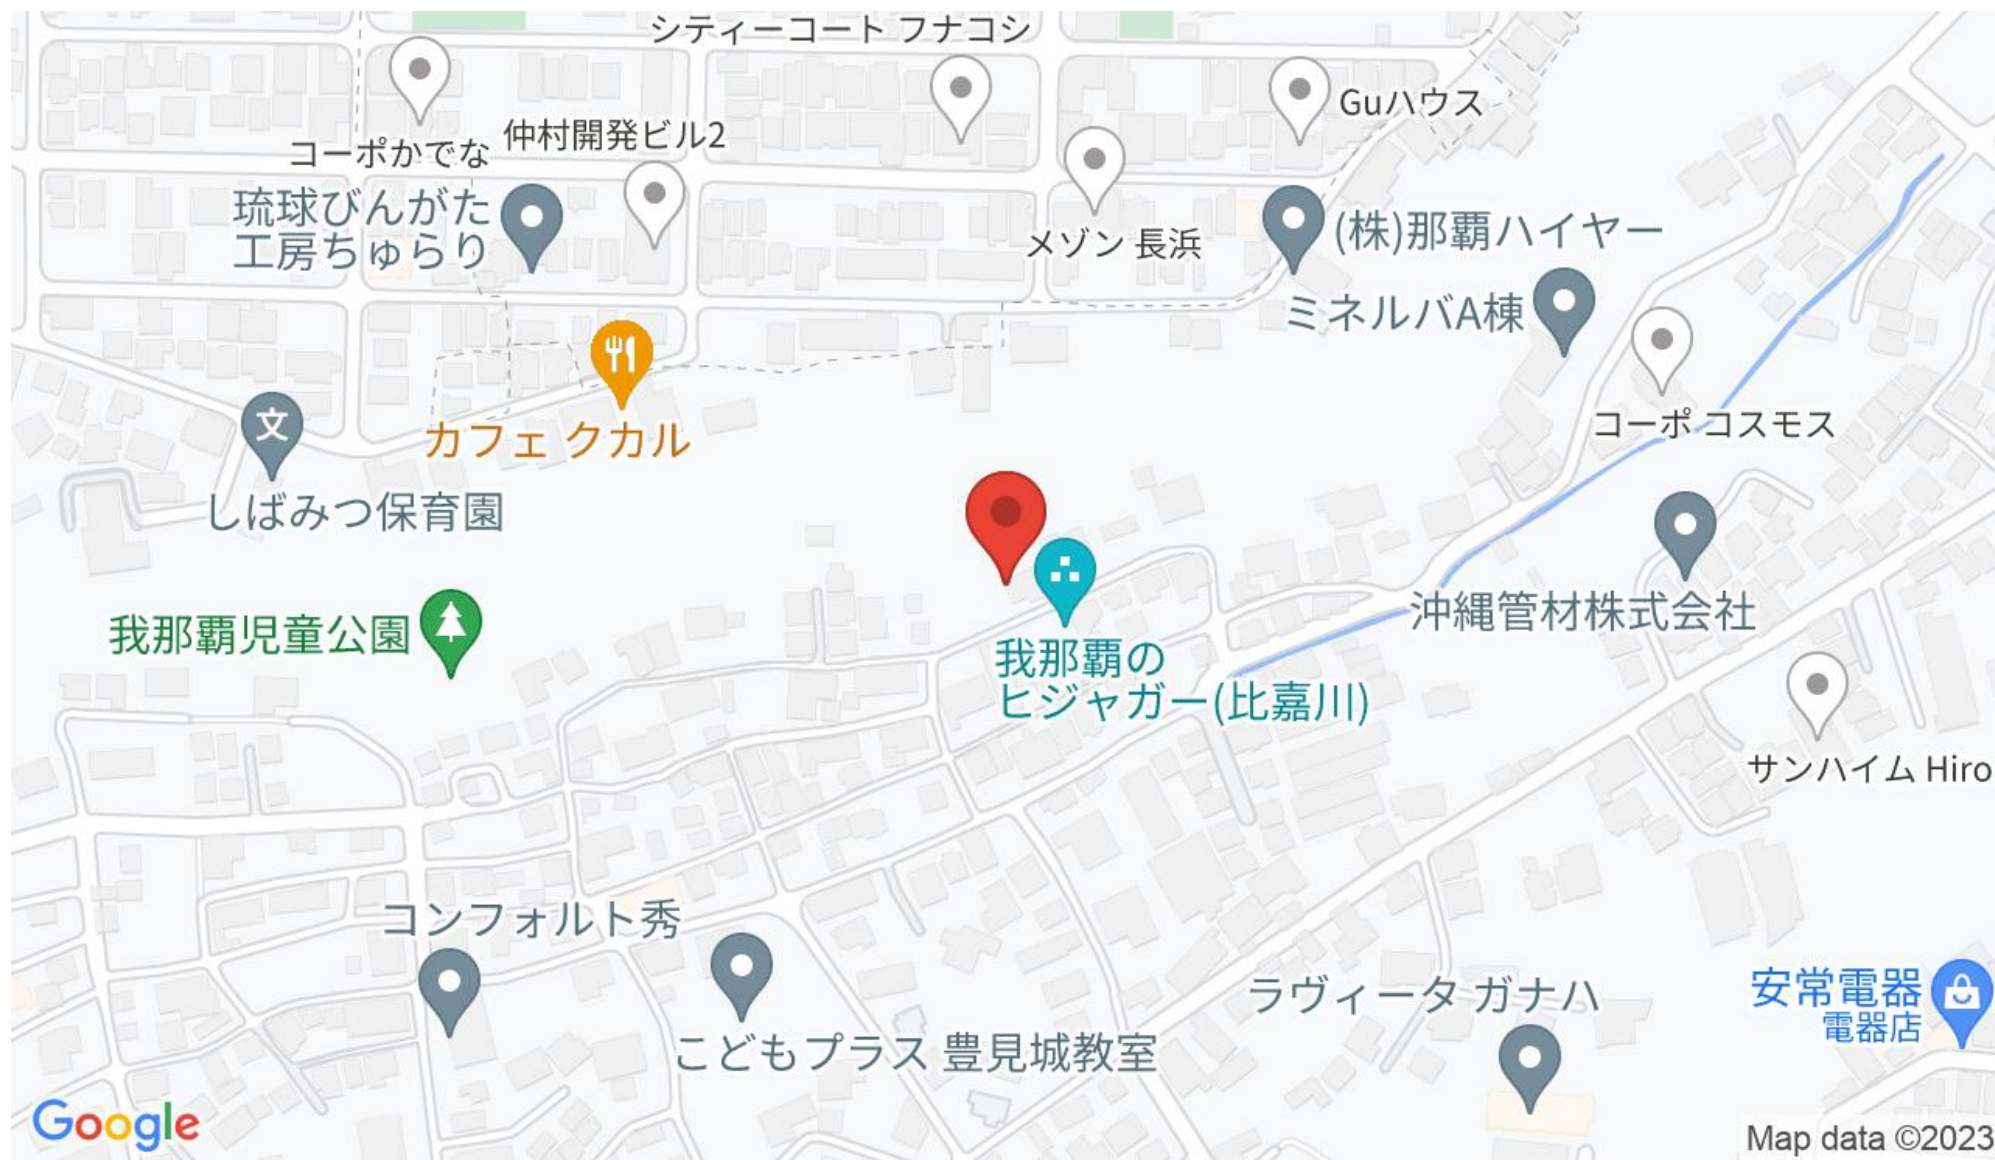 シティーコート フナコシ
Guハウス
コーポかでな
仲村開発ビル2
琉球びんがた
工房ちゅらり
メゾン 長浜
(株)那覇ハイヤー
ミネルバA棟
カフェ クカル
コーポ コスモス
文
しばみつ保育園
我那覇児童公園
沖縄管材株式会社
我那覇の
ヒジャガー(比嘉川)
サンハイム Hiro
コンフォルト秀
こどもプラス 豊見城教室
ラヴィータ ガナハ
安常電器
電器店
Google
Map data ©2023